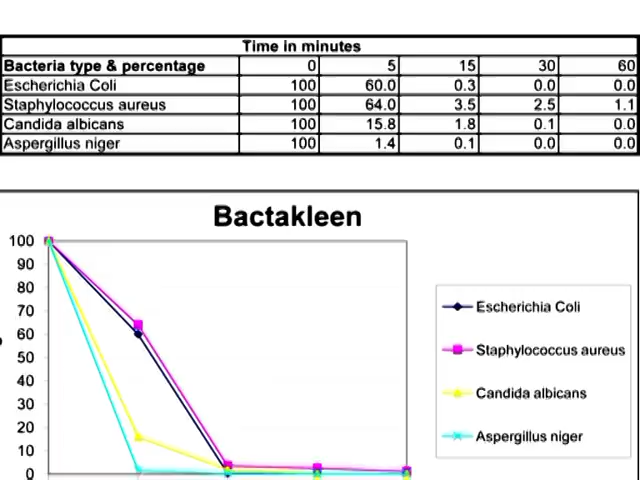 Time in minutes
Bacteria type & percentage 0 5 15 30 60
Escherichia Coli 100 60.0 0.3 0.0 0.0
Staphylococcus aureus 100 64.0 3.5 2.5 1.1
Candida albicans 100 15.8 1.8 0.1 0.0
Aspergillus niger 100 1.4 0.1 0.0 0.0
Bactakleen
100
90
80
70
60
50
40
30
20
10
0
Escherichia Coli
Staphylococcus aureus
Candida albicans
Aspergillus niger